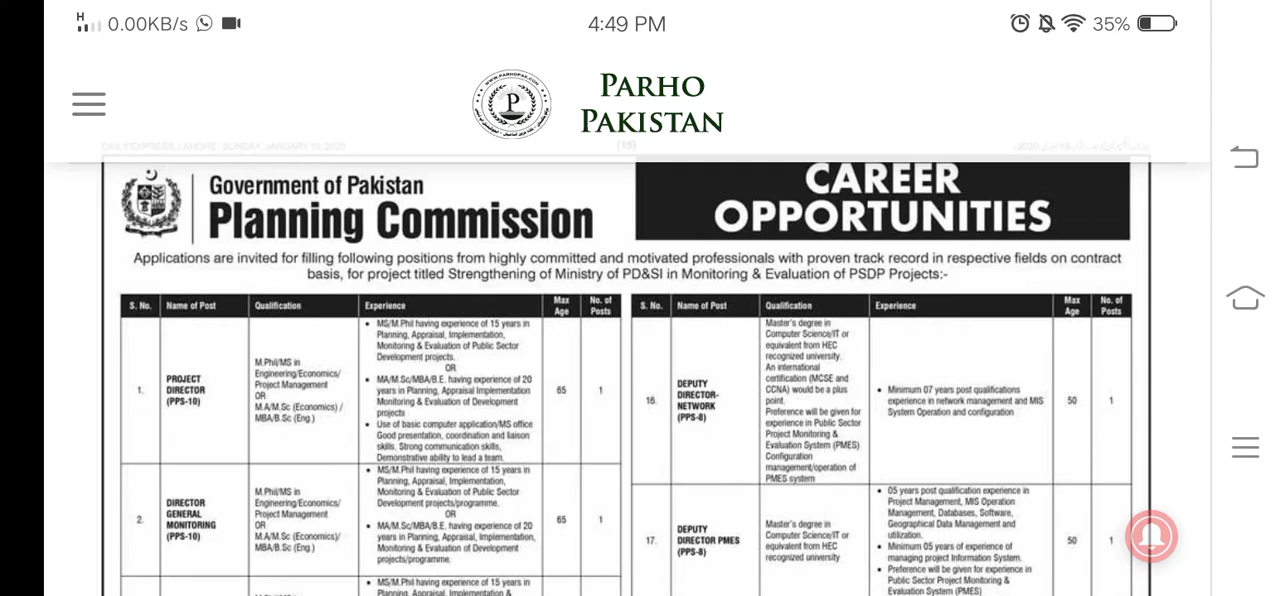 H
0.00KB/s
4:49 PM
35%
WWW.PARHOPAK.COM
P
PARHO
PAKISTAN
DAILY EXPRESS, LAHORE - SUNDAY, JANUARY 19, 2020
(15)
Government of Pakistan
Planning Commission
CAREER
OPPORTUNITIES
Applications are invited for filling following positions from highly committed and motivated professionals with proven track record in respective fields on contract
basis, for project titled Strengthening of Ministry of PD&SI in Monitoring & Evaluation of PSDP Projects:-
S. No. Name of Post Qualification Experience Max Age No. of Posts
1.
PROJECT
DIRECTOR
(PPS-10)
M.Phil/MS in
Engineering/Economics/
Project Management
OR
M.A/M.Sc (Economics) /
MBA/B.Sc (Eng.)
• MS/M.Phil having experience of 15 years in
Planning, Appraisal, Implementation,
Monitoring & Evaluation of Public Sector
Development projects.
OR
• MA/M.Sc/MBA/B.E. having experience of 20
years in Planning, Appraisal Implementation
Monitoring & Evaluation of Development
projects
• Use of basic computer application/MS office
Good presentation, coordination and liaison
skills. Strong communication skills,
Demonstrative ability to lead a team.
65
1
2.
DIRECTOR
GENERAL
MONITORING
(PPS-10)
M.Phil/MS in
Engineering/Economics/
Project Management
OR
M.A/M.Sc (Economics)/
MBA/B.Sc (Eng.)
• MS/M.Phil having experience of 15 years in
Planning, Appraisal, Implementation,
Monitoring & Evaluation of Public Sector
Development projects/programme.
OR
• MA/M.Sc/MBA/B.E. having experience of 20
years in Planning, Appraisal, Implementation,
Monitoring & Evaluation of Development
projects/programme.
65
1
• MS/M.Phil having experience of 15 years in
Planning, Appraisal, Implementation &
S. No. Name of Post Qualification Experience Max Age No. of Posts
16.
DEPUTY
DIRECTOR-
NETWORK
(PPS-8)
Master's degree in
Computer Science/IT or
equivalent from HEC
recognized university.
An international
certification (MCSE and
CCNA) would be a plus
point.
Preference will be given for
experience in Public Sector
Project Monitoring &
Evaluation System (PMES)
Configuration
management/operation of
PMES system
• Minimum 07 years post qualifications
experience in network management and MIS
System Operation and configuration
50
1
17.
DEPUTY
DIRECTOR PMES
(PPS-8)
Master's degree in
Computer Science/IT or
equivalent from HEC
recognized university
• 05 years post qualification experience in
Project Management, MIS Operation
Management, Databases, Software,
Geographical Data Management and
utilization.
• Minimum 05 years of experience of
managing project Information System.
• Preference will be given for experience in
Public Sector Project Monitoring &
Evaluation System (PMES)
50
1